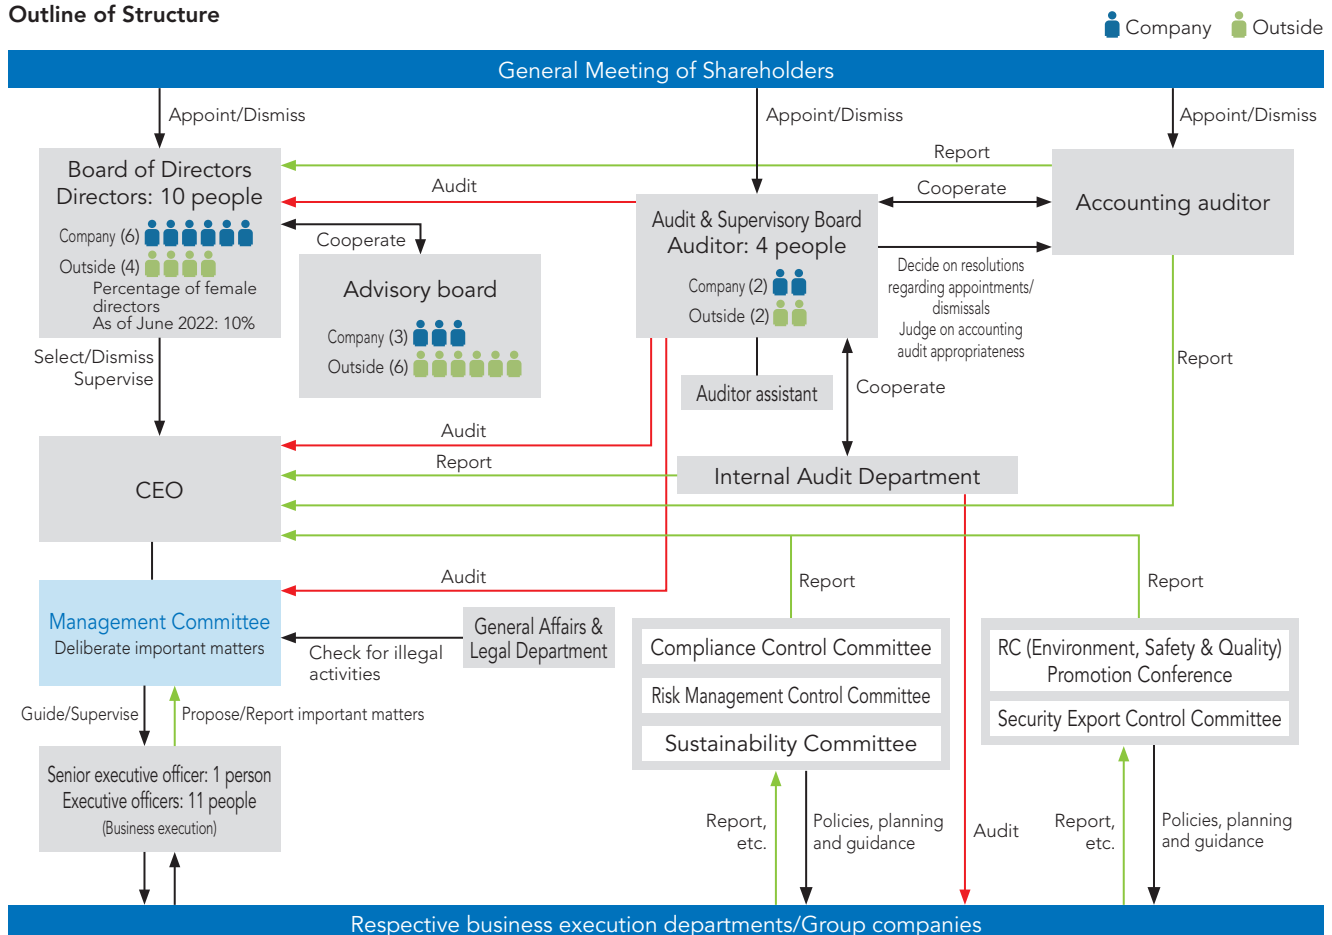 Outline of Structure
Company
Outside
General Meeting of Shareholders
Appoint/Dismiss
Appoint/Dismiss
Appoint/Dismiss
Board of Directors
Directors: 10 people
Company (6)
Outside (4)
Percentage of female
directors
As of June 2022: 10%
Report
Audit
Cooperate
Advisory board
Company (3)
Outside (6)
Audit & Supervisory Board
Auditor: 4 people
Company (2)
Outside (2)
Cooperate
Accounting auditor
Decide on resolutions
regarding appointments/
dismissals
Judge on accounting
audit appropriateness
Select/Dismiss
Supervise
Auditor assistant
Cooperate
Report
Audit
Report
Internal Audit Department
CEO
Audit
Report
Report
Management Committee
Deliberate important matters
Check for illegal
activities
General Affairs &
Legal Department
Compliance Control Committee
Risk Management Control Committee
Sustainability Committee
RC (Environment, Safety & Quality)
Promotion Conference
Security Export Control Committee
Guide/Supervise
Propose/Report important matters
Senior executive officer: 1 person
Executive officers: 11 people
(Business execution)
Report,
etc.
Policies, planning
and guidance
Audit
Report,
etc.
Policies, planning
and guidance
Respective business execution departments/Group companies